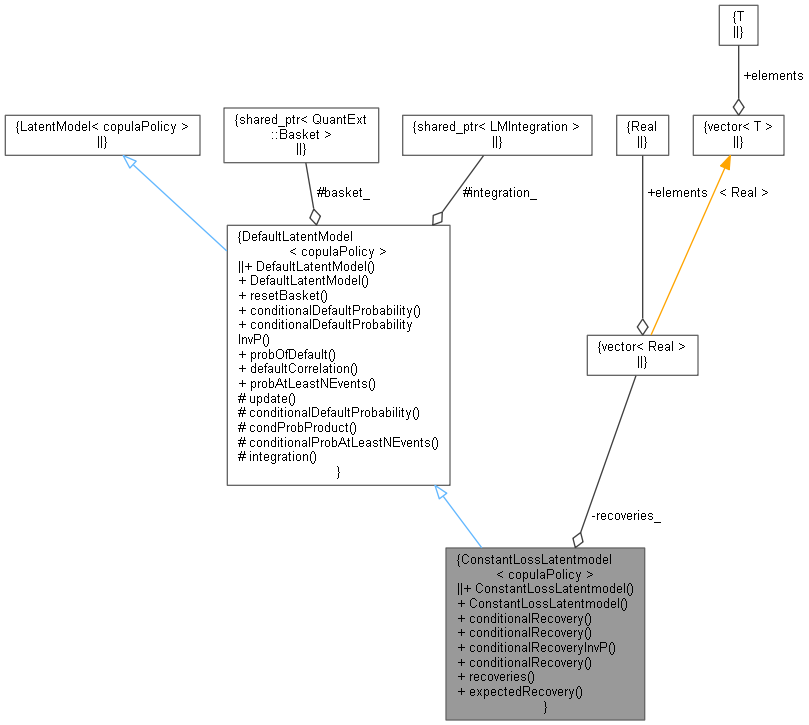 {T
||}
+elements
{LatentModel< copulaPolicy >
||}
{shared_ptr< QuantExt
::Basket >
||}
{shared_ptr< LMIntegration >
||}
{Real
||}
{vector< T >
||}
#basket_
#integration_
+elements
< Real >
{DefaultLatentModel
< copulaPolicy >
||+ DefaultLatentModel()
+ DefaultLatentModel()
+ resetBasket()
+ conditionalDefaultProbability()
+ conditionalDefaultProbability
InvP()
+ probOfDefault()
+ defaultCorrelation()
+ probAtLeastNEvents()
# update()
# conditionalDefaultProbability()
# condProbProduct()
# conditionalProbAtLeastNEvents()
# integration()
}
{vector< Real >
||}
-recoveries_
{ConstantLossLatentmodel
< copulaPolicy >
||+ ConstantLossLatentmodel()
+ ConstantLossLatentmodel()
+ conditionalRecovery()
+ conditionalRecovery()
+ conditionalRecoveryInvP()
+ conditionalRecovery()
+ recoveries()
+ expectedRecovery()
}